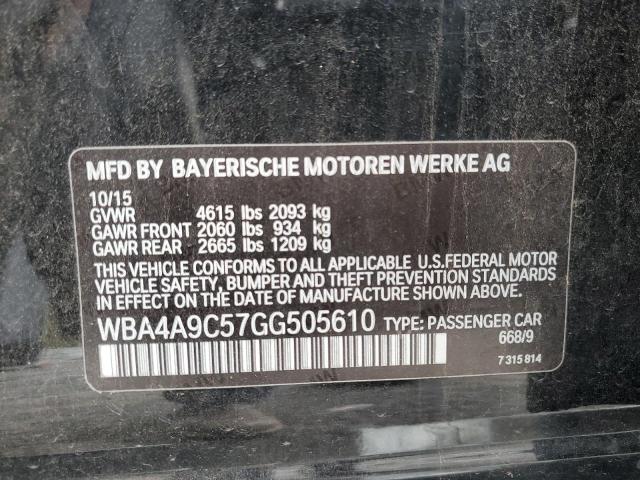 MFD BY BAYERISCHE MOTOREN WERKE AG
10/15
GVWR 4615 lbs 2093 kg
GAWR FRONT 2060 lbs 934 kg
GAWR REAR 2665 lbs 1209 kg
THIS VEHICLE CONFORMS TO ALL APPLICABLE U.S.FEDERAL MOTOR
VEHICLE SAFETY, BUMPER, AND THEFT PREVENTION STANDARDS
IN EFFECT ON THE DATE OF MANUFACTURE SHOWN ABOVE.
WBA4A9C57GG505610 TYPE: PASSENGER CAR
668/9
7 315 814